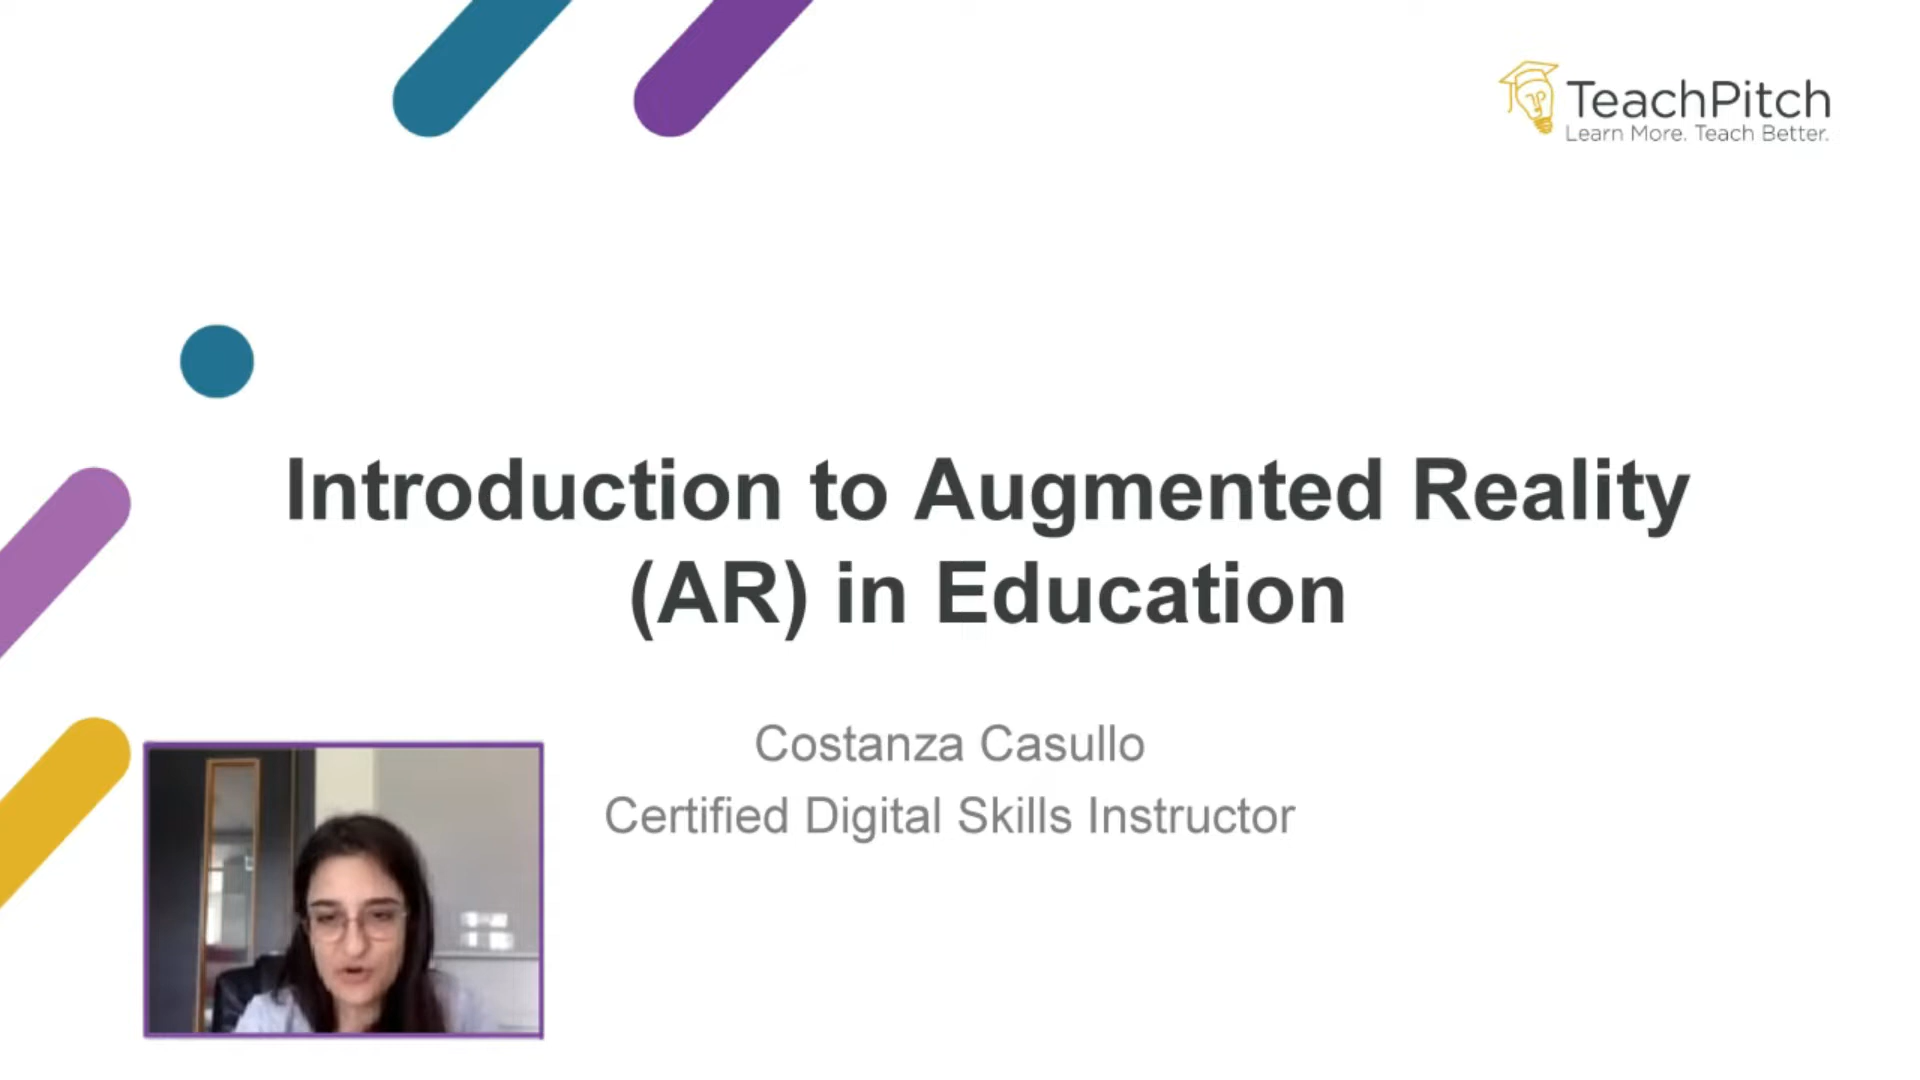 TeachPitch
Learn More. Teach Better.
Introduction to Augmented Reality
(AR) in Education
Costanza Casullo
Certified Digital Skills Instructor